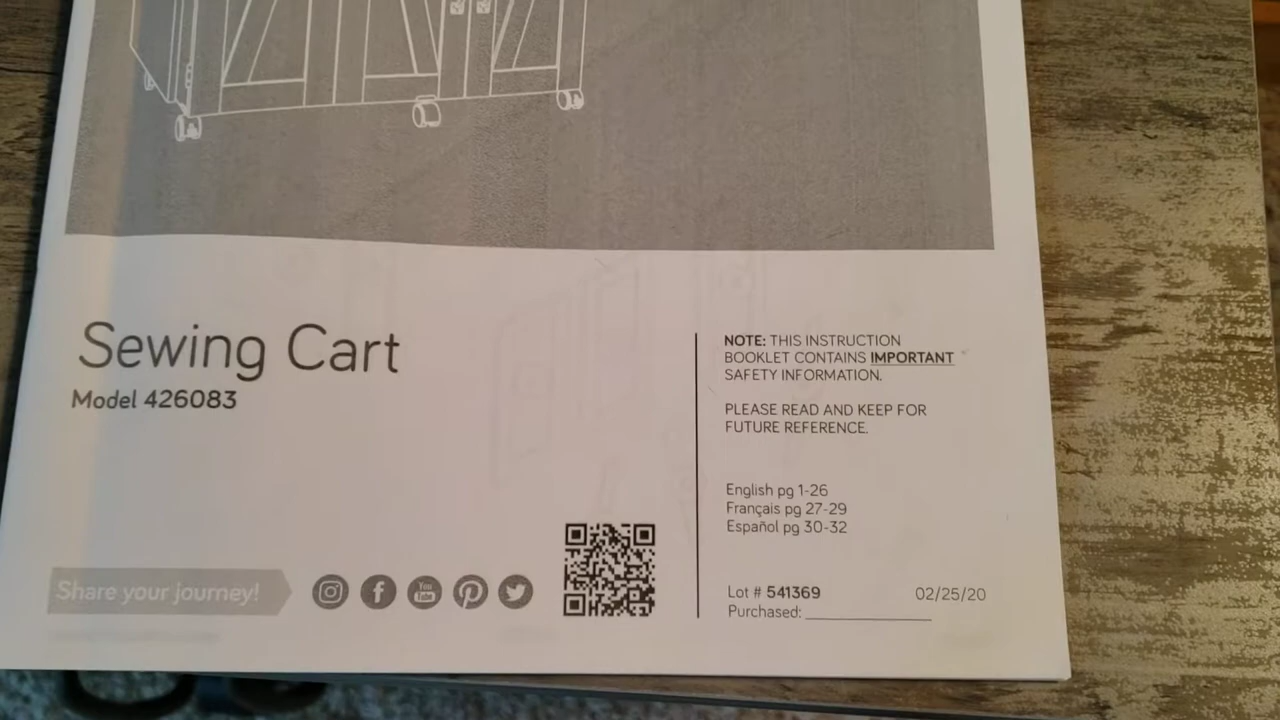 Sewing Cart
Model 426083
NOTE: THIS INSTRUCTION
BOOKLET CONTAINS IMPORTANT
SAFETY INFORMATION.
PLEASE READ AND KEEP FOR
FUTURE REFERENCE.
English pg 1-26
Français pg 27-29
Español pg 30-32
Share your journey!
You
Tube
Lot # 541369 02/25/20
Purchased: